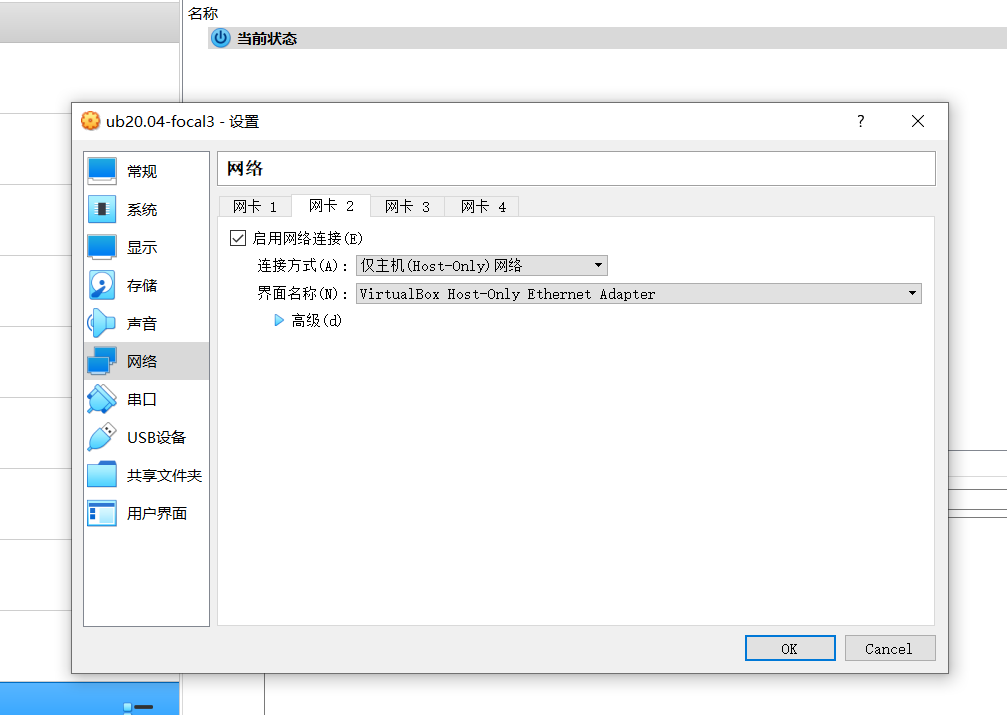 名称
当前状态
ub20.04-focal3 - 设置
?
常规
系统
显示
存储
声音
网络
串口
USB设备
共享文件夹
用户界面
网络
网卡 1 网卡 2 网卡 3 网卡 4
启用网络连接(E)
连接方式(A): 仅主机(Host-Only)网络
界面名称(N): VirtualBox Host-Only Ethernet Adapter
高级(d)
OK Cancel